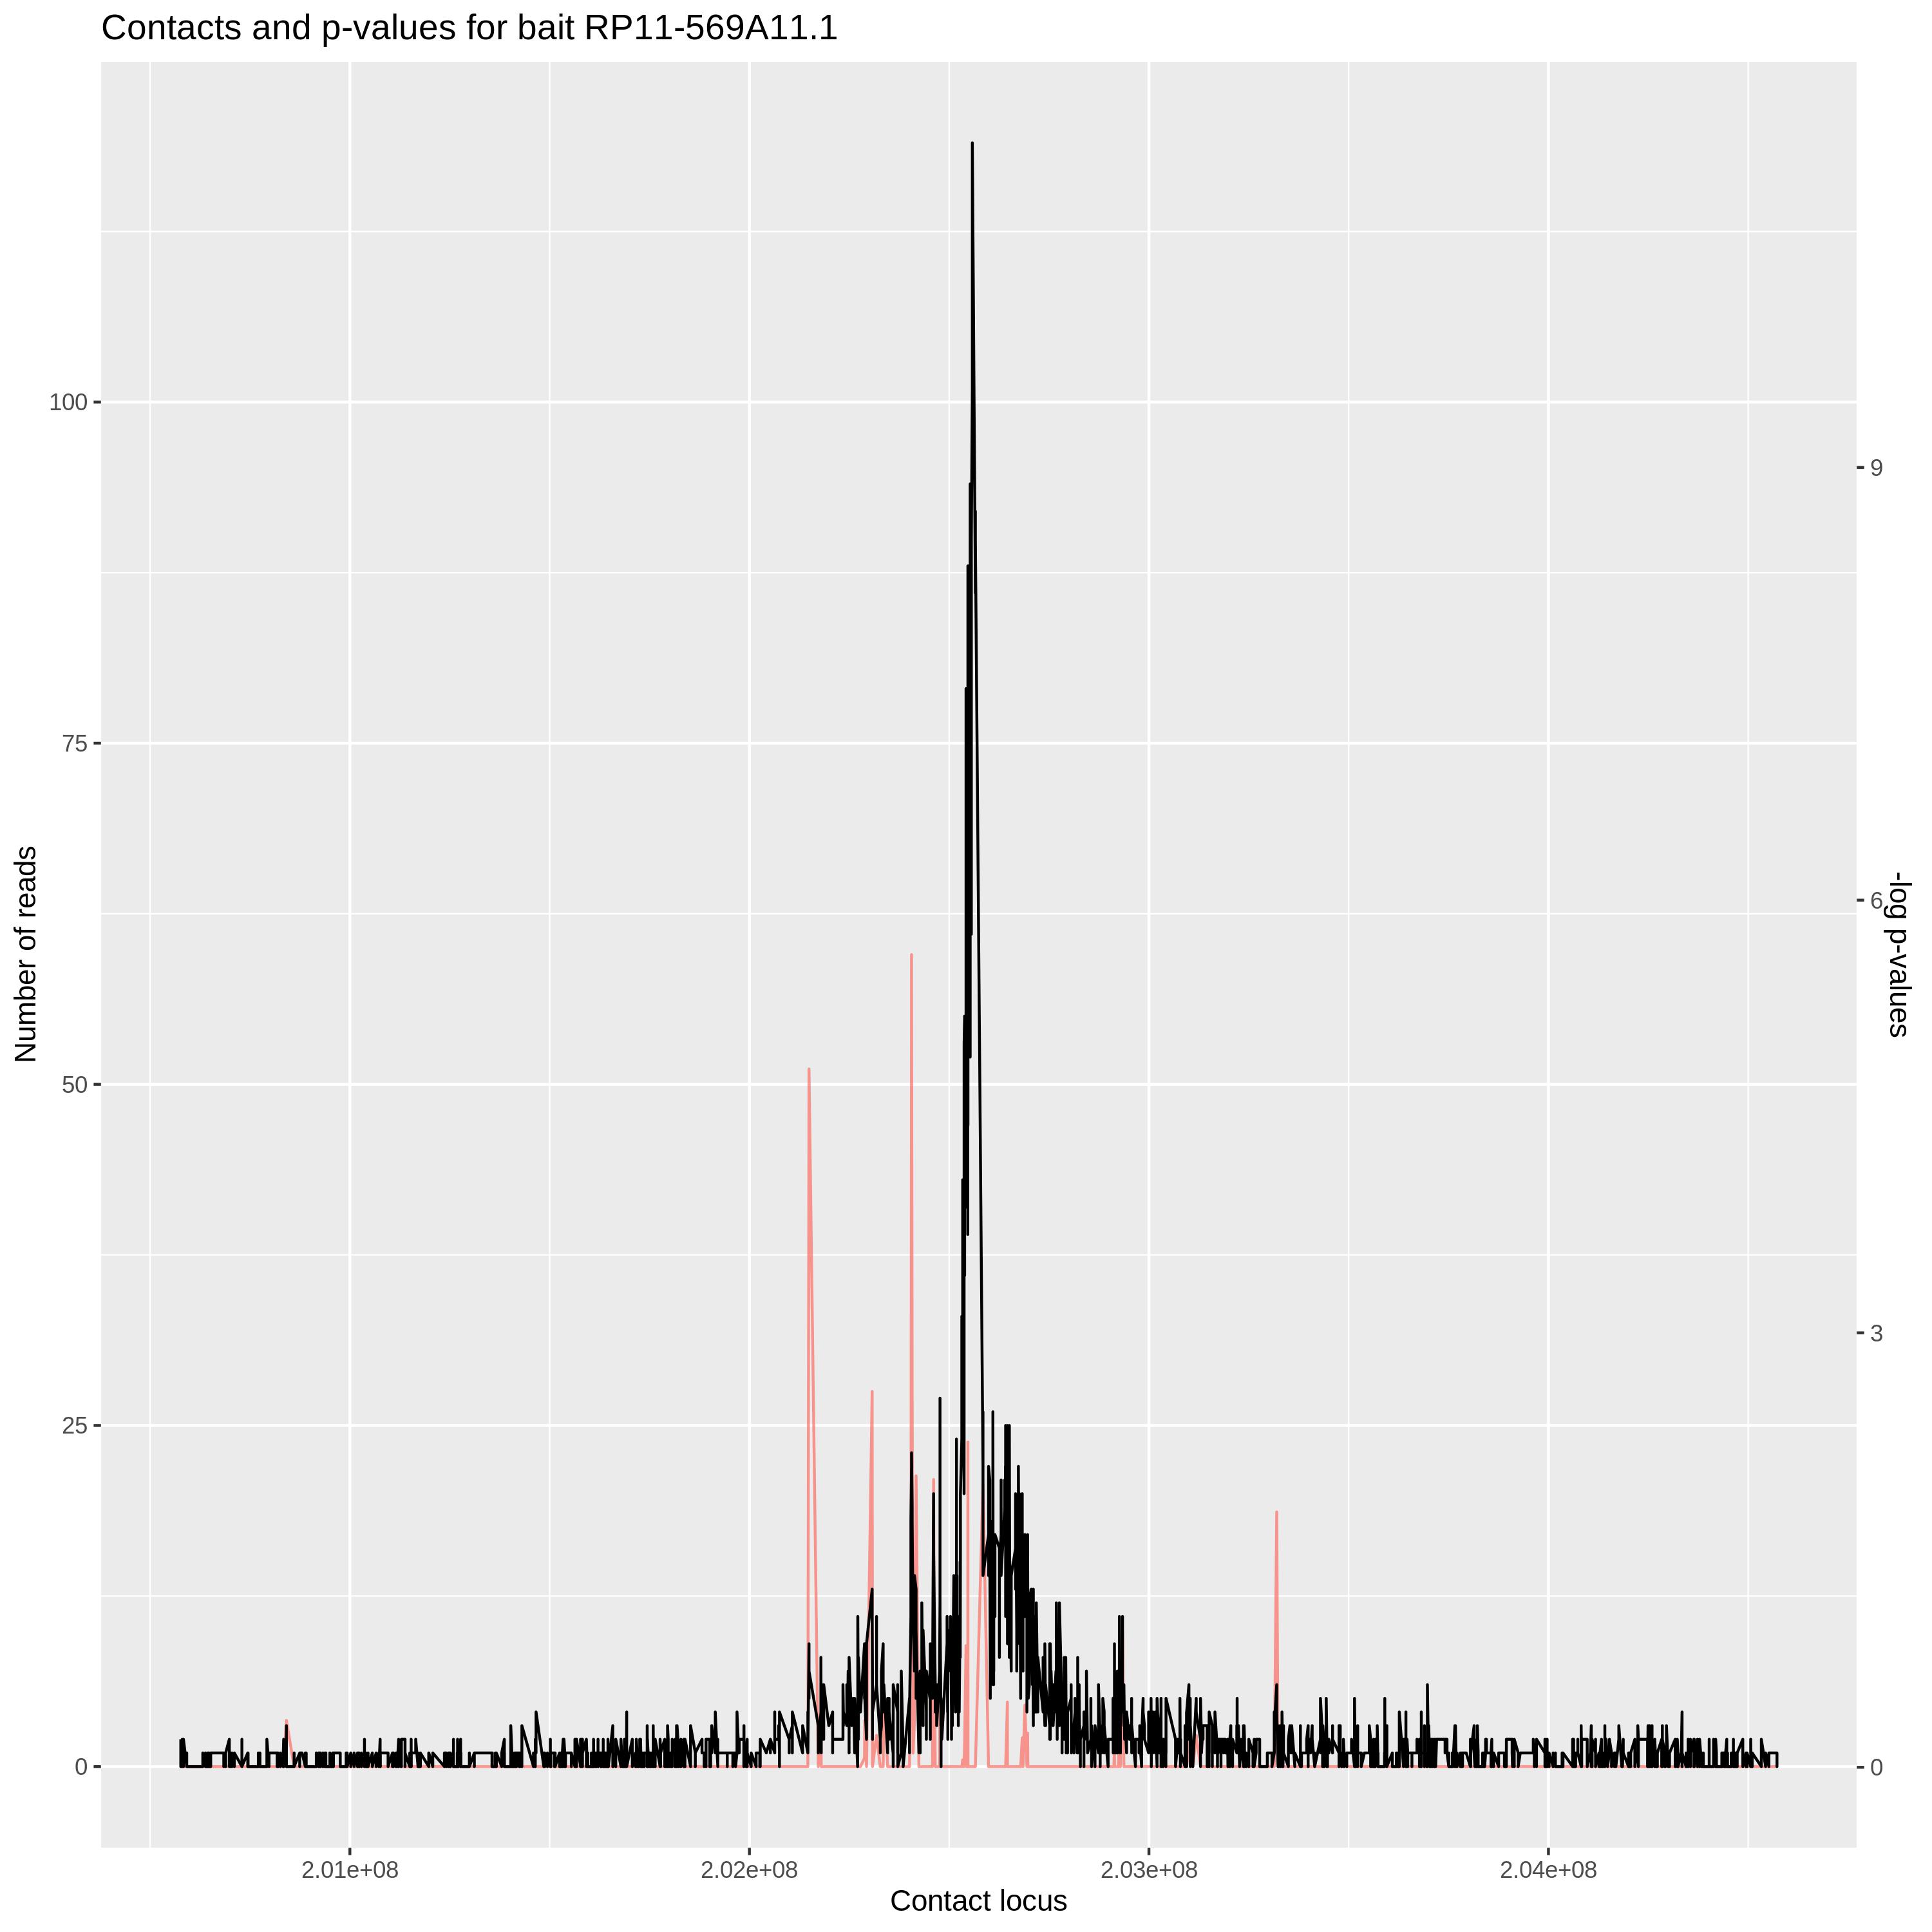 Contacts and p-values for bait RP11-569A11.1
100
75
50
25
0
Number of reads
9
6
3
0
-log p-values
2.01e+08
2.02e+08
2.03e+08
2.04e+08
Contact locus